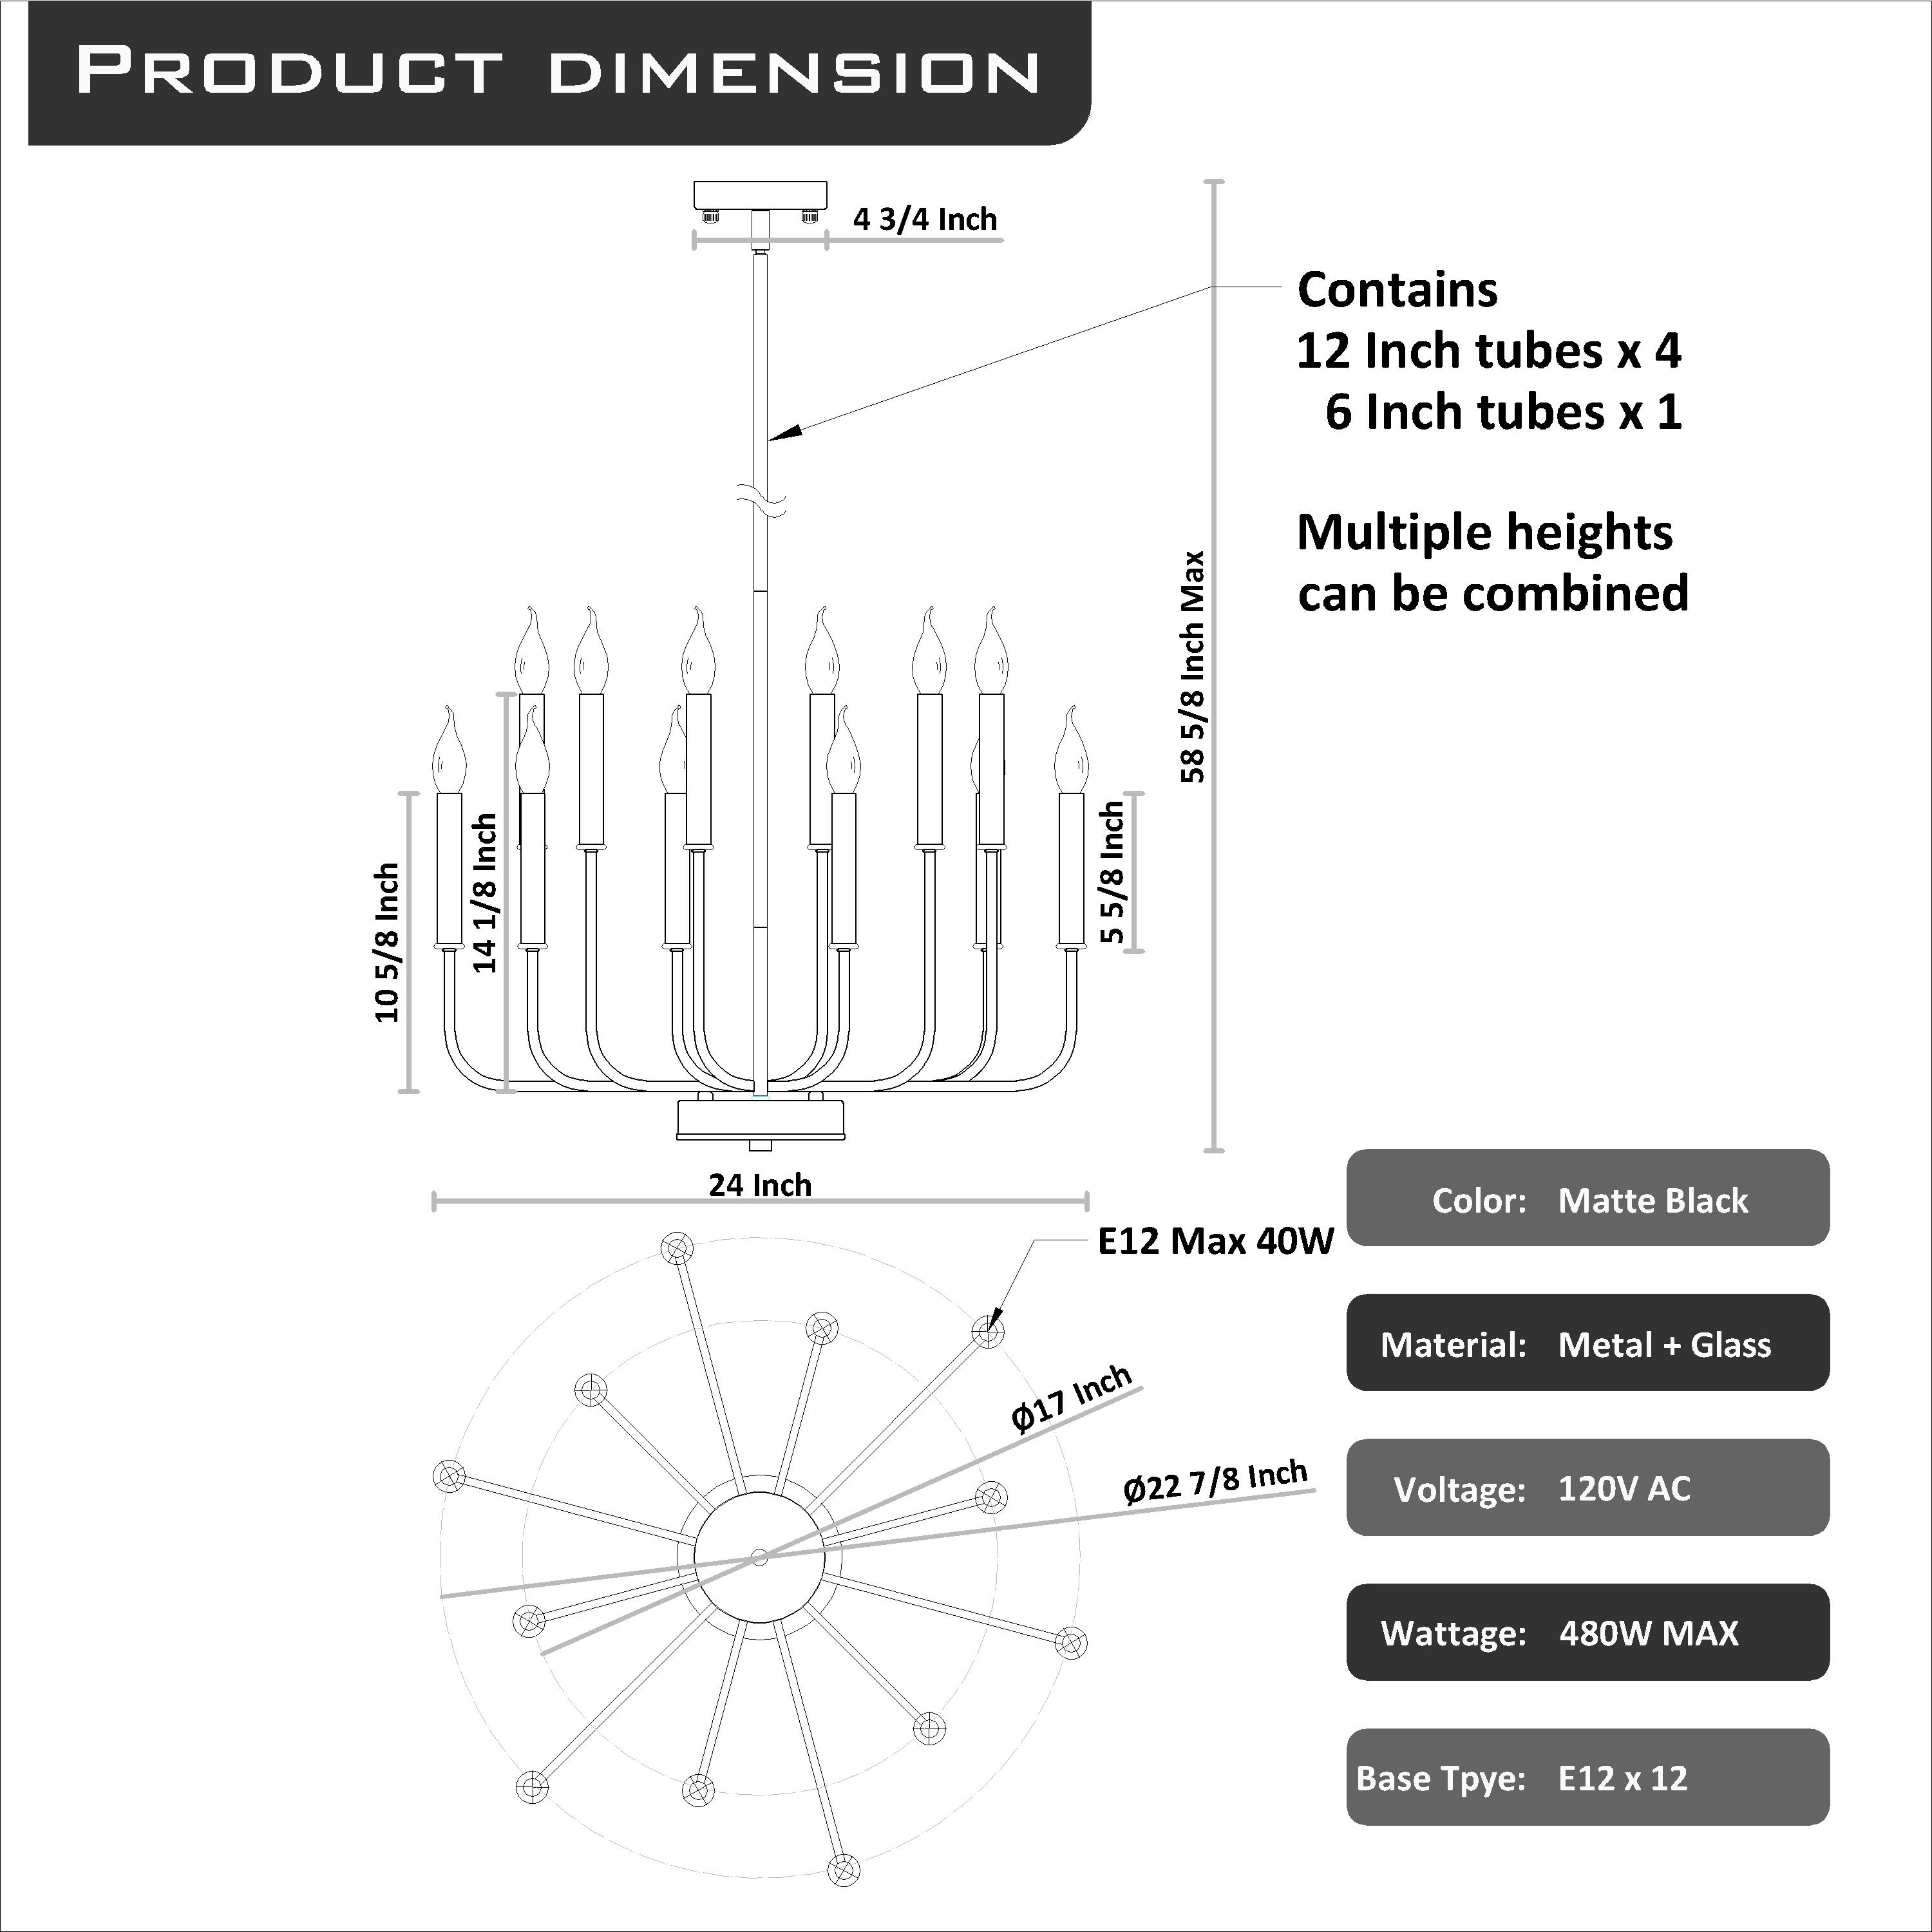 PRODUCT DIMENSION
4 3/4 Inch
Contains
12 Inch tubes x 4
6 Inch tubes x 1
Multiple heights
can be combined
58 5/8 Inch Max
10 5/8 Inch
14 1/8 Inch
5 5/8 Inch
24 Inch
E12 Max 40W
Ø17 Inch
Ø22 7/8 Inch
Color: Matte Black
Material: Metal + Glass
Voltage: 120V AC
Wattage: 480W MAX
Base Tpye: E12 x 12